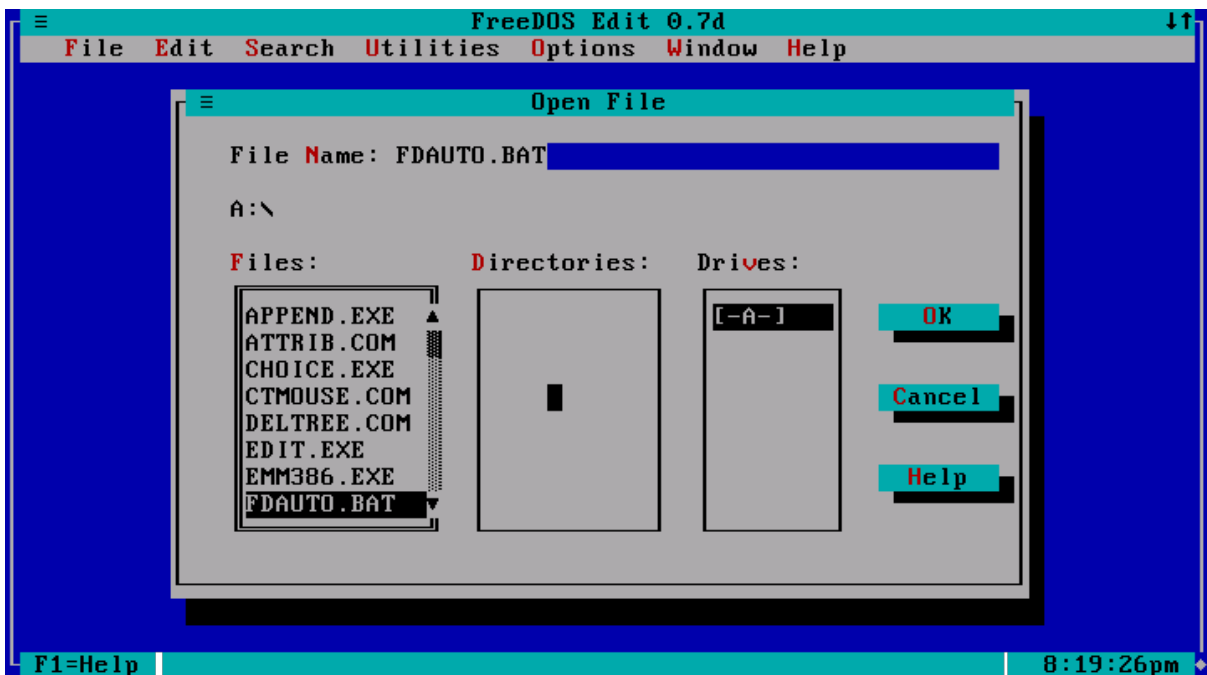 ≡ FreeDOS Edit 0.7d ↓↑
File Edit Search Utilities Options Window Help
≡ Open File
File Name: FDAUTO.BAT
A:\
Files: Directories: Drives:
APPEND.EXE ▲ [-A-] OK
ATTRIB.COM
CHOICE.EXE
CTMOUSE.COM Cancel
DELTREE.COM
EDIT.EXE
EMM386.EXE Help
FDAUTO.BAT ▼
F1=Help 8:19:26pm